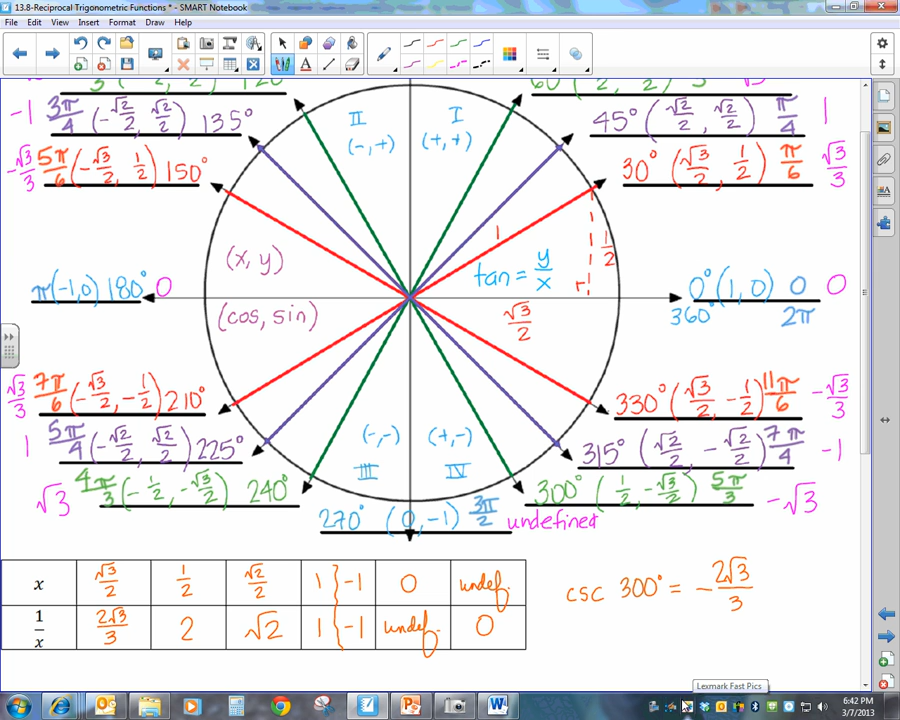 13.8-Reciprocal Trigonometric Functions * - SMART Notebook
File Edit View Insert Format Draw Help
-1 3π/4 (-√2/2, √2/2) 135° II I 45° (√2/2, √2/2) π/4 1
(-,+) (+,+)
-√3/3 5π/6 (-√3/2, 1/2) 150° 30° (√3/2, 1/2) π/6 √3/3
1 1/2
(x, y) tan = y/x
π (-1,0) 180° 0 0° (1, 0) 0 0
(cos, sin) √3/2 360° 2π
√3/3 7π/6 (-√3/2, -1/2) 210° 330° (√3/2, -1/2) 11π/6 -√3/3
1 5π/4 (-√2/2, √2/2) 225° (-,-) (+,-) 315° (√2/2, -√2/2) 7π/4 -1
√3 4π/3 (-1/2, -√3/2) 240° III IV 300° (1/2, -√3/2) 5π/3 -√3
270° (0, -1) 3π/2 undefined
x √3/2 1/2 √2/2 1 -1 0 undef.
1/x 2√3/3 2 √2 1 -1 undef. 0
csc 300° = -2√3/3
Lexmark Fast Pics
6:42 PM
3/7/2013